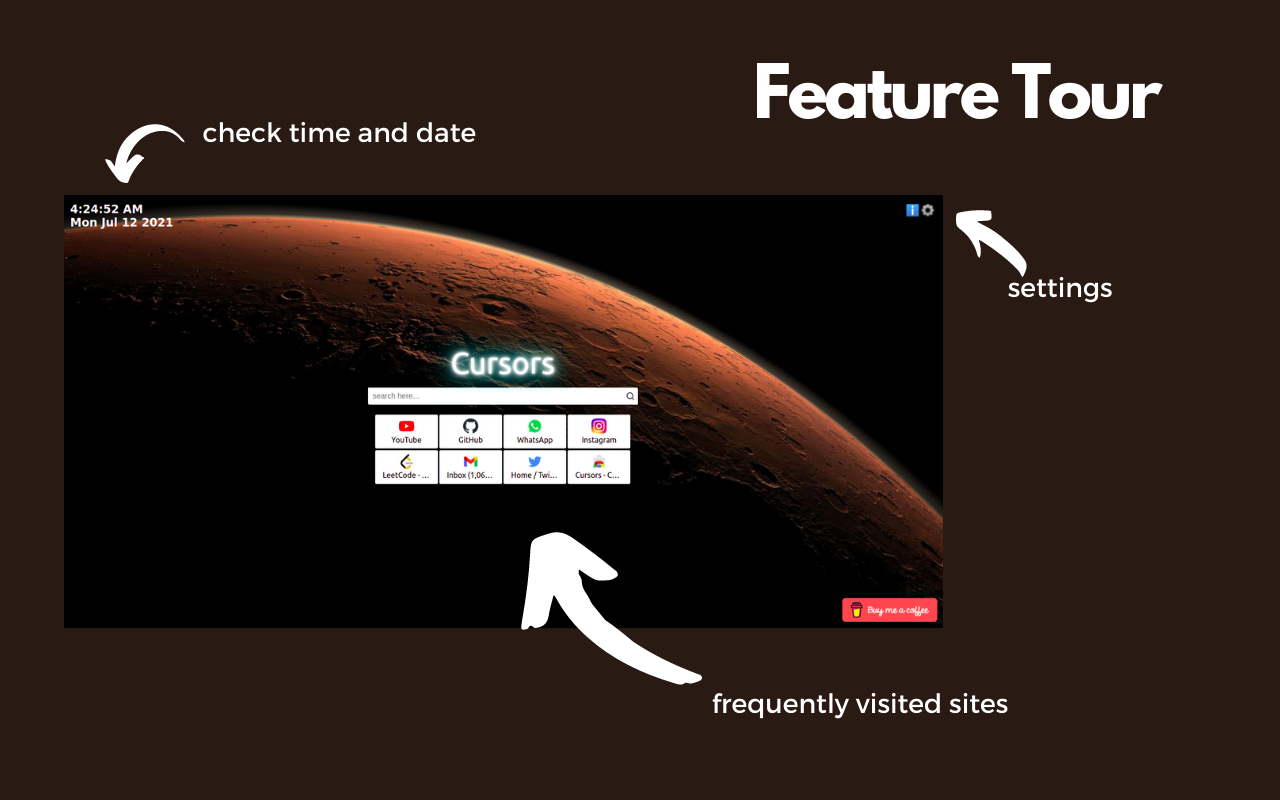 Feature Tour
check time and date
4:24:52 AM
Mon Jul 12 2021
settings
Cursors
search here...
YouTube
GitHub
WhatsApp
Instagram
LeetCode - ...
Inbox (1,06...
Home / Twi...
Cursors - C...
Buy me a coffee
frequently visited sites